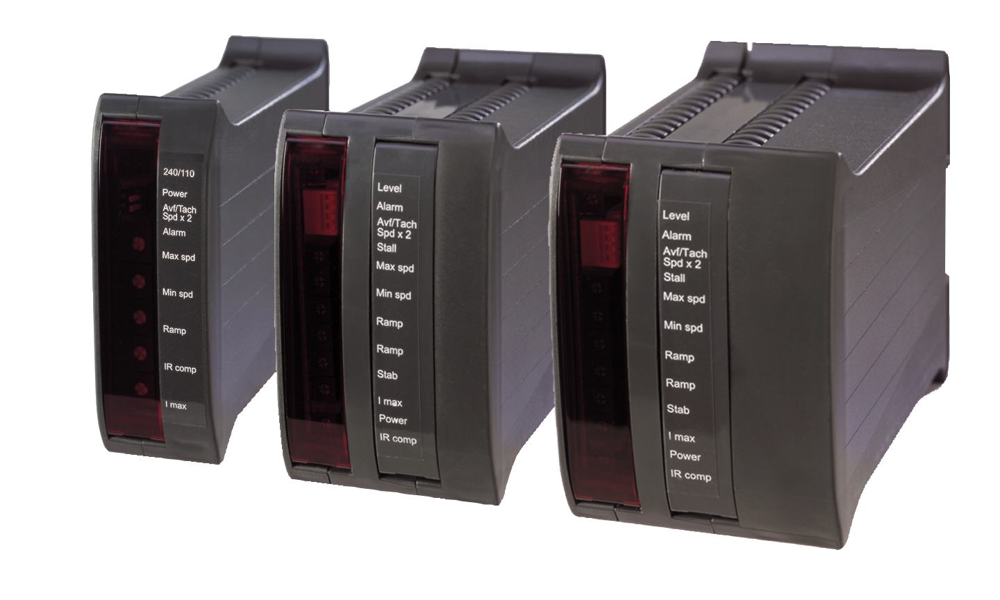 240/110
Power
Avf/Tach
Spd x 2
Alarm
Max spd
Min spd
Ramp
IR comp
I max
Level
Alarm
Avf/Tach
Spd x 2
Stall
Max spd
Min spd
Ramp
Ramp
Stab
I max
Power
IR comp
Level
Alarm
Avf/Tach
Spd x 2
Stall
Max spd
Min spd
Ramp
Ramp
Stab
I max
Power
IR comp